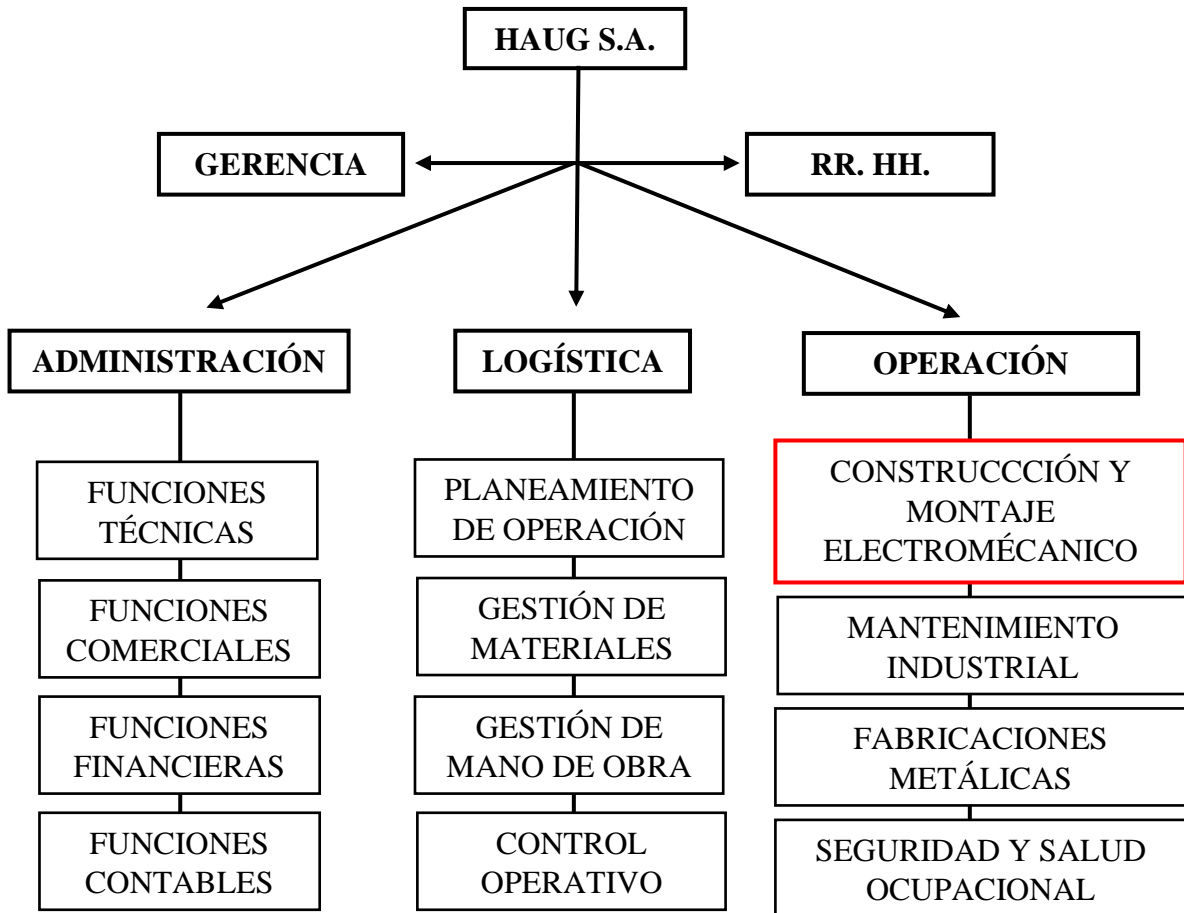 HAUG S.A.
GERENCIA
RR. HH.
ADMINISTRACIÓN
FUNCIONES
TÉCNICAS
FUNCIONES
COMERCIALES
FUNCIONES
FINANCIERAS
FUNCIONES
CONTABLES
LOGÍSTICA
PLANEAMIENTO
DE OPERACIÓN
GESTIÓN DE
MATERIALES
GESTIÓN DE
MANO DE OBRA
CONTROL
OPERATIVO
OPERACIÓN
CONSTRUCCCIÓN Y
MONTAJE
ELECTROMÉCANICO
MANTENIMIENTO
INDUSTRIAL
FABRICACIONES
METÁLICAS
SEGURIDAD Y SALUD
OCUPACIONAL